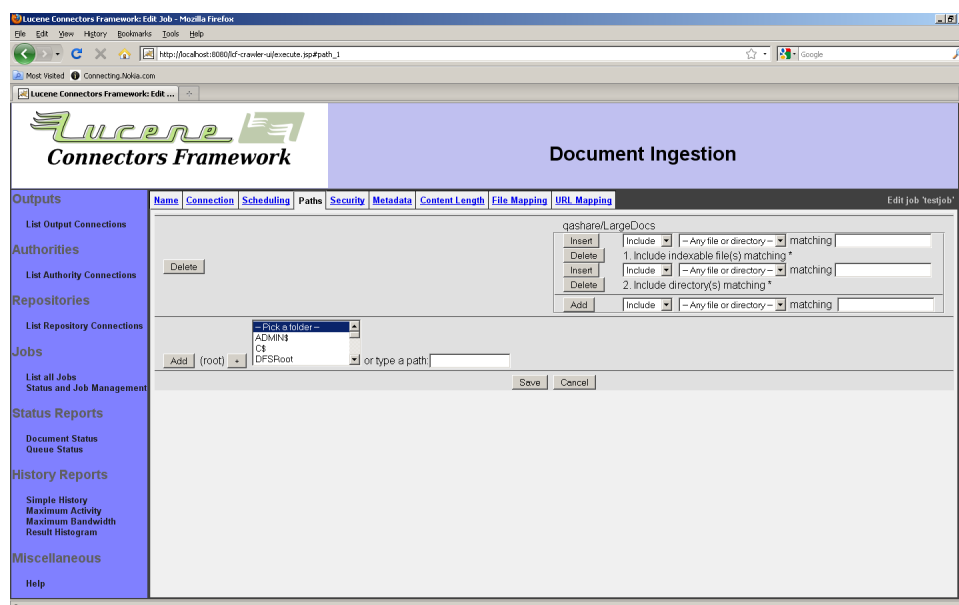 Lucene Connectors Framework: Edit Job - Mozilla Firefox
File Edit View History Bookmarks Tools Help
http://localhost:8080/lcf-crawler-ui/execute.jsp#path_1
Google
Most Visited Connecting.Nokia.com
Lucene Connectors Framework: Edit ...
Lucene
Connectors Framework
Document Ingestion
Name Connection Scheduling Paths Security Metadata Content Length File Mapping URL Mapping Edit job 'testjob'
Outputs
List Output Connections
Authorities
List Authority Connections
Repositories
List Repository Connections
Jobs
List all Jobs
Status and Job Management
Status Reports
Document Status
Queue Status
History Reports
Simple History
Maximum Activity
Maximum Bandwidth
Result Histogram
Miscellaneous
Help
Delete
qashare/LargeDocs
Insert Include -- Any file or directory -- matching
Delete 1. Include indexable file(s) matching *
Insert Include -- Any file or directory -- matching
Delete 2. Include directory(s) matching *
Add Include -- Any file or directory -- matching
-- Pick a folder --
ADMIN$
C$
DFSRoot
Add (root) + or type a path:
Save Cancel